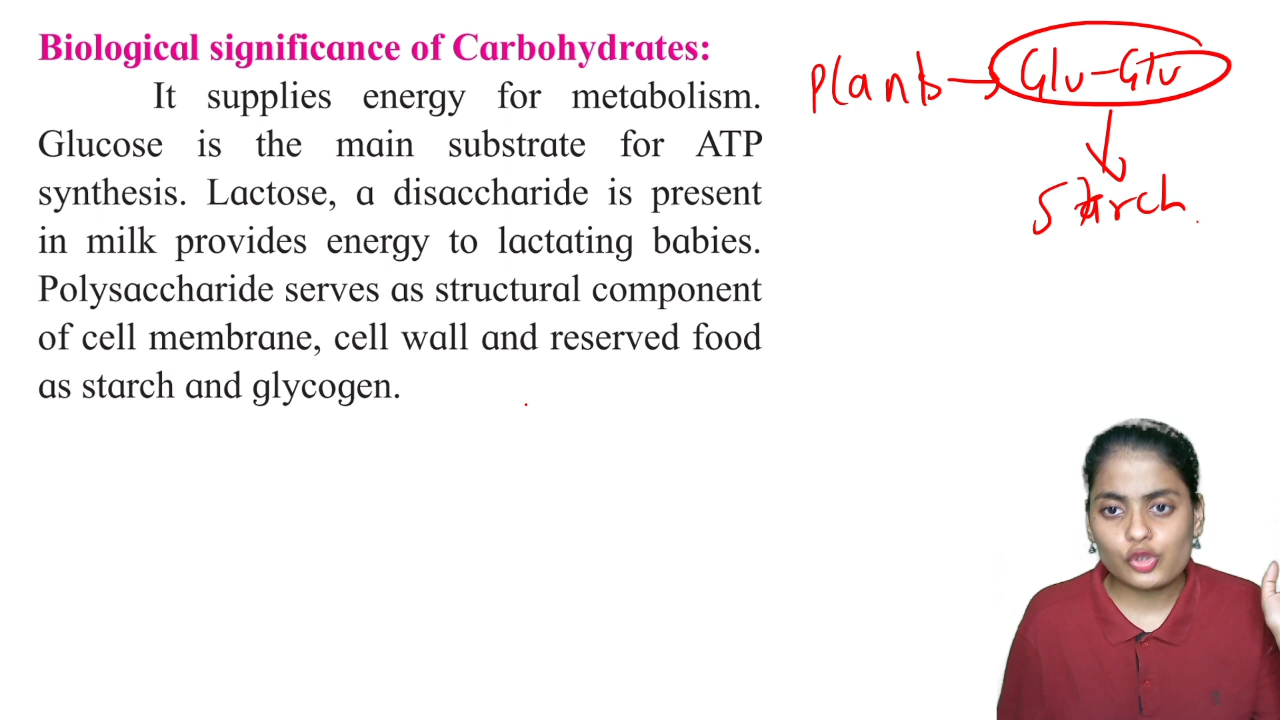 Biological significance of Carbohydrates:
It supplies energy for metabolism.
Glucose is the main substrate for ATP
synthesis. Lactose, a disaccharide is present
in milk provides energy to lactating babies.
Polysaccharide serves as structural component
of cell membrane, cell wall and reserved food
as starch and glycogen.
Plants → Glu-Glu
Starch